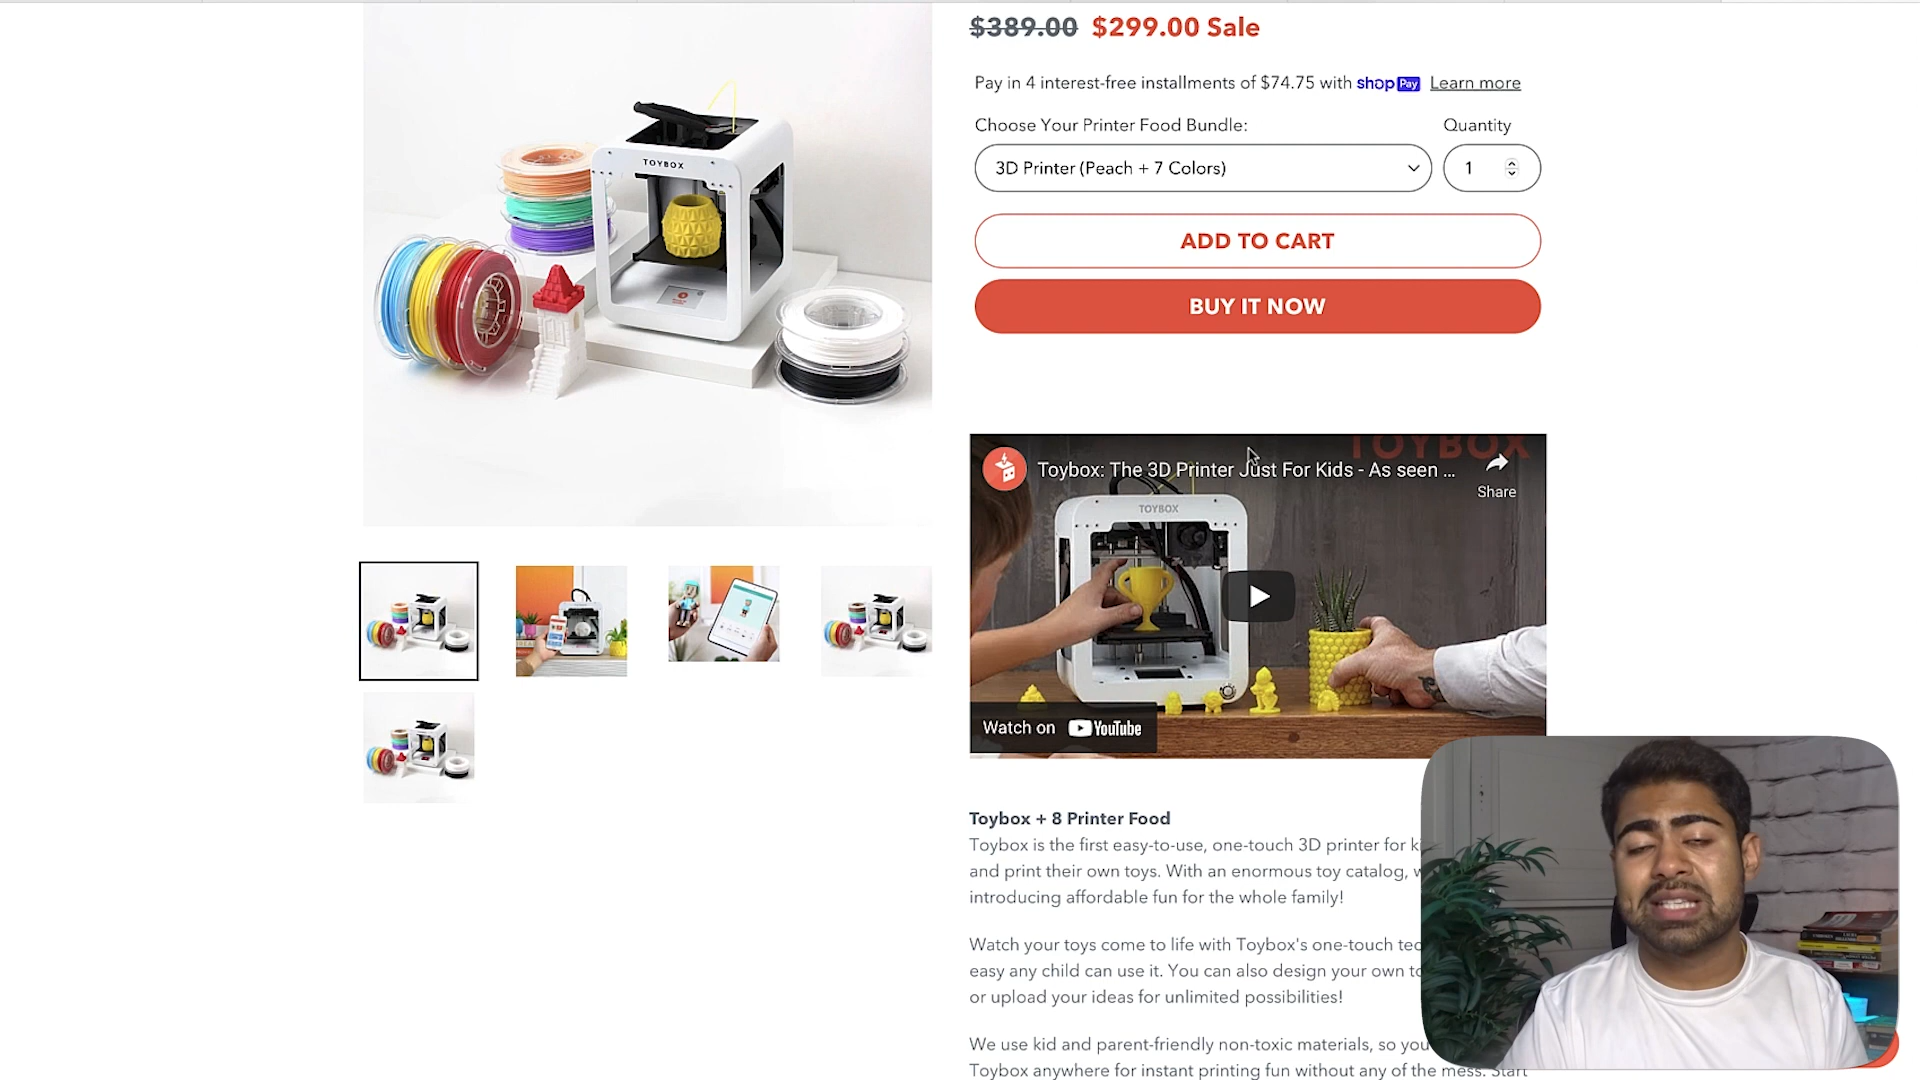 $389.00 $299.00 Sale
Pay in 4 interest-free installments of $74.75 with shop Pay Learn more
Choose Your Printer Food Bundle: Quantity
3D Printer (Peach + 7 Colors) 1
ADD TO CART
BUY IT NOW
TOYBOX
TOYBOX
Toybox: The 3D Printer Just For Kids - As seen ...
Share
TOYBOX
Watch on YouTube
Toybox + 8 Printer Food
Toybox is the first easy-to-use, one-touch 3D printer for
and print their own toys. With an enormous toy catalog,
introducing affordable fun for the whole family!
Watch your toys come to life with Toybox's one-touch
easy any child can use it. You can also design your own
or upload your ideas for unlimited possibilities!
We use kid and parent-friendly non-toxic materials, so you
Toybox anywhere for instant printing fun without any of the mess. Start